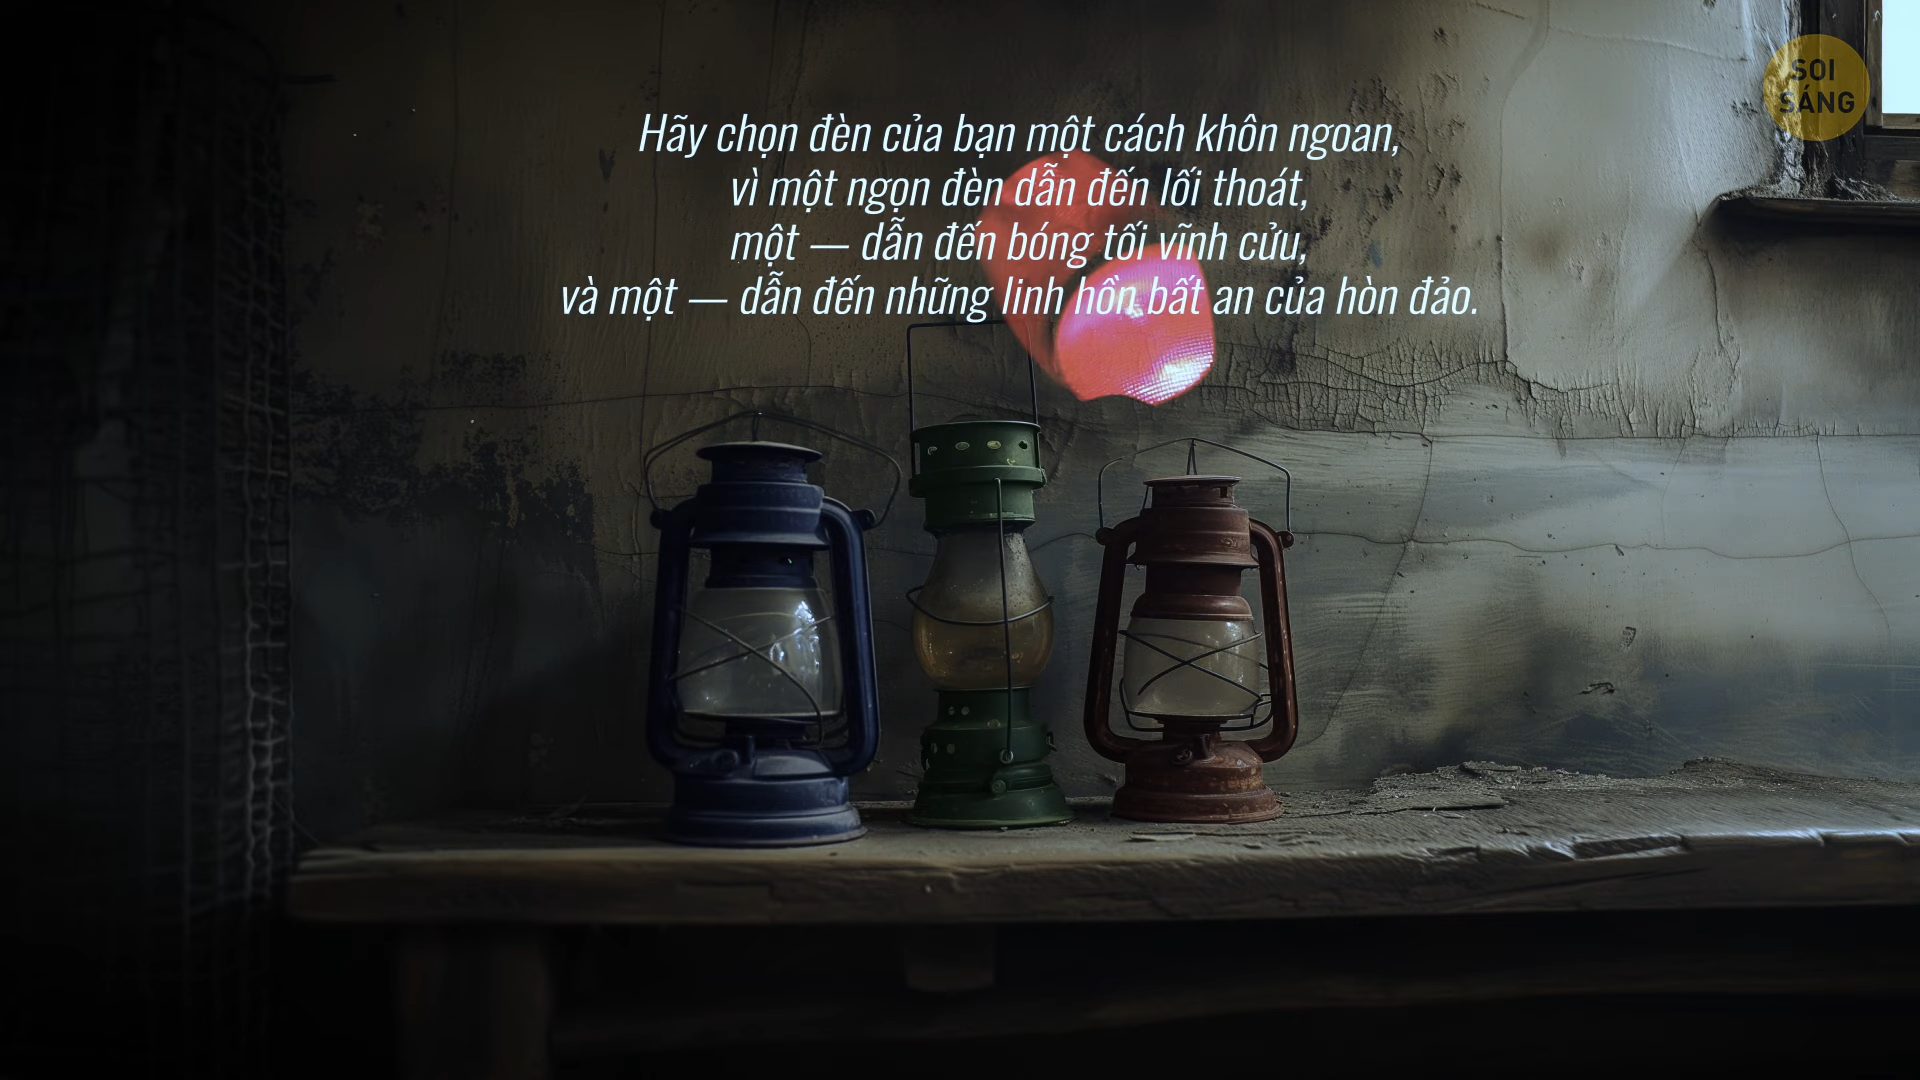 SOI
SÁNG
Hãy chọn đèn của bạn một cách khôn ngoan,
vì một ngọn đèn dẫn đến lối thoát,
một — dẫn đến bóng tối vĩnh cửu,
và một — dẫn đến những linh hồn bất an của hòn đảo.